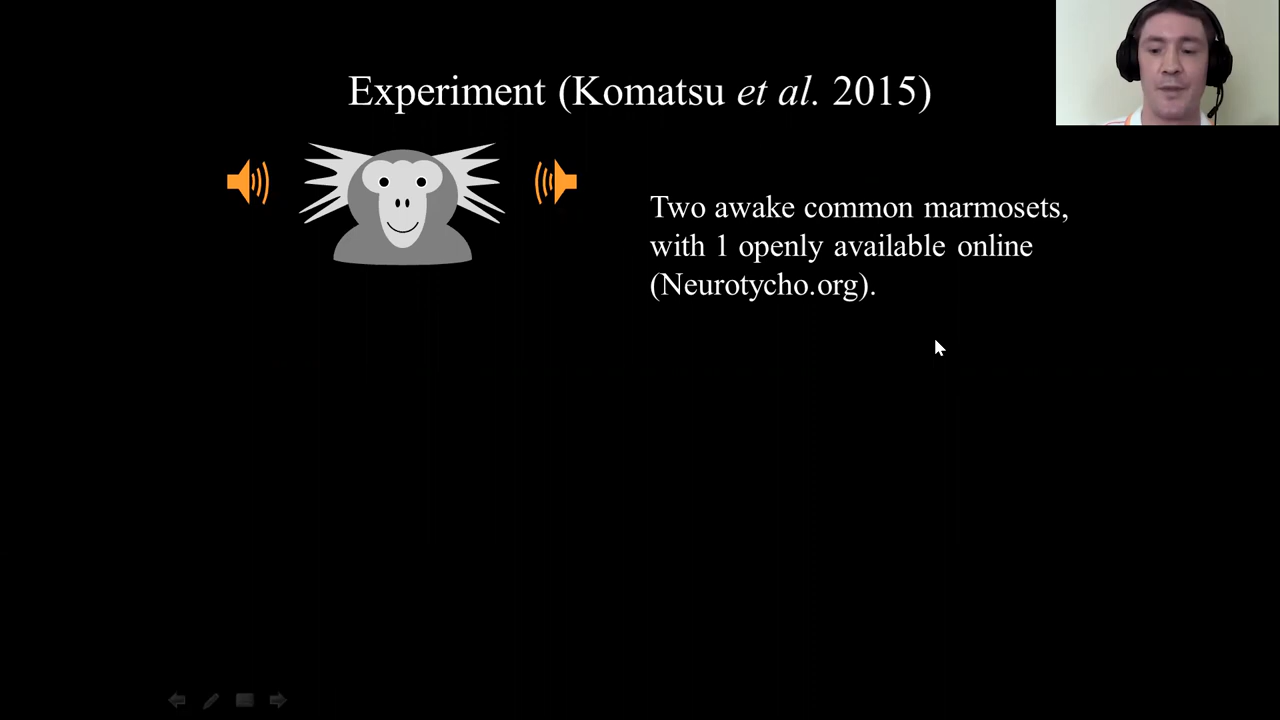 Experiment (Komatsu et al. 2015)
Two awake common marmosets,
with 1 openly available online
(Neurotycho.org).